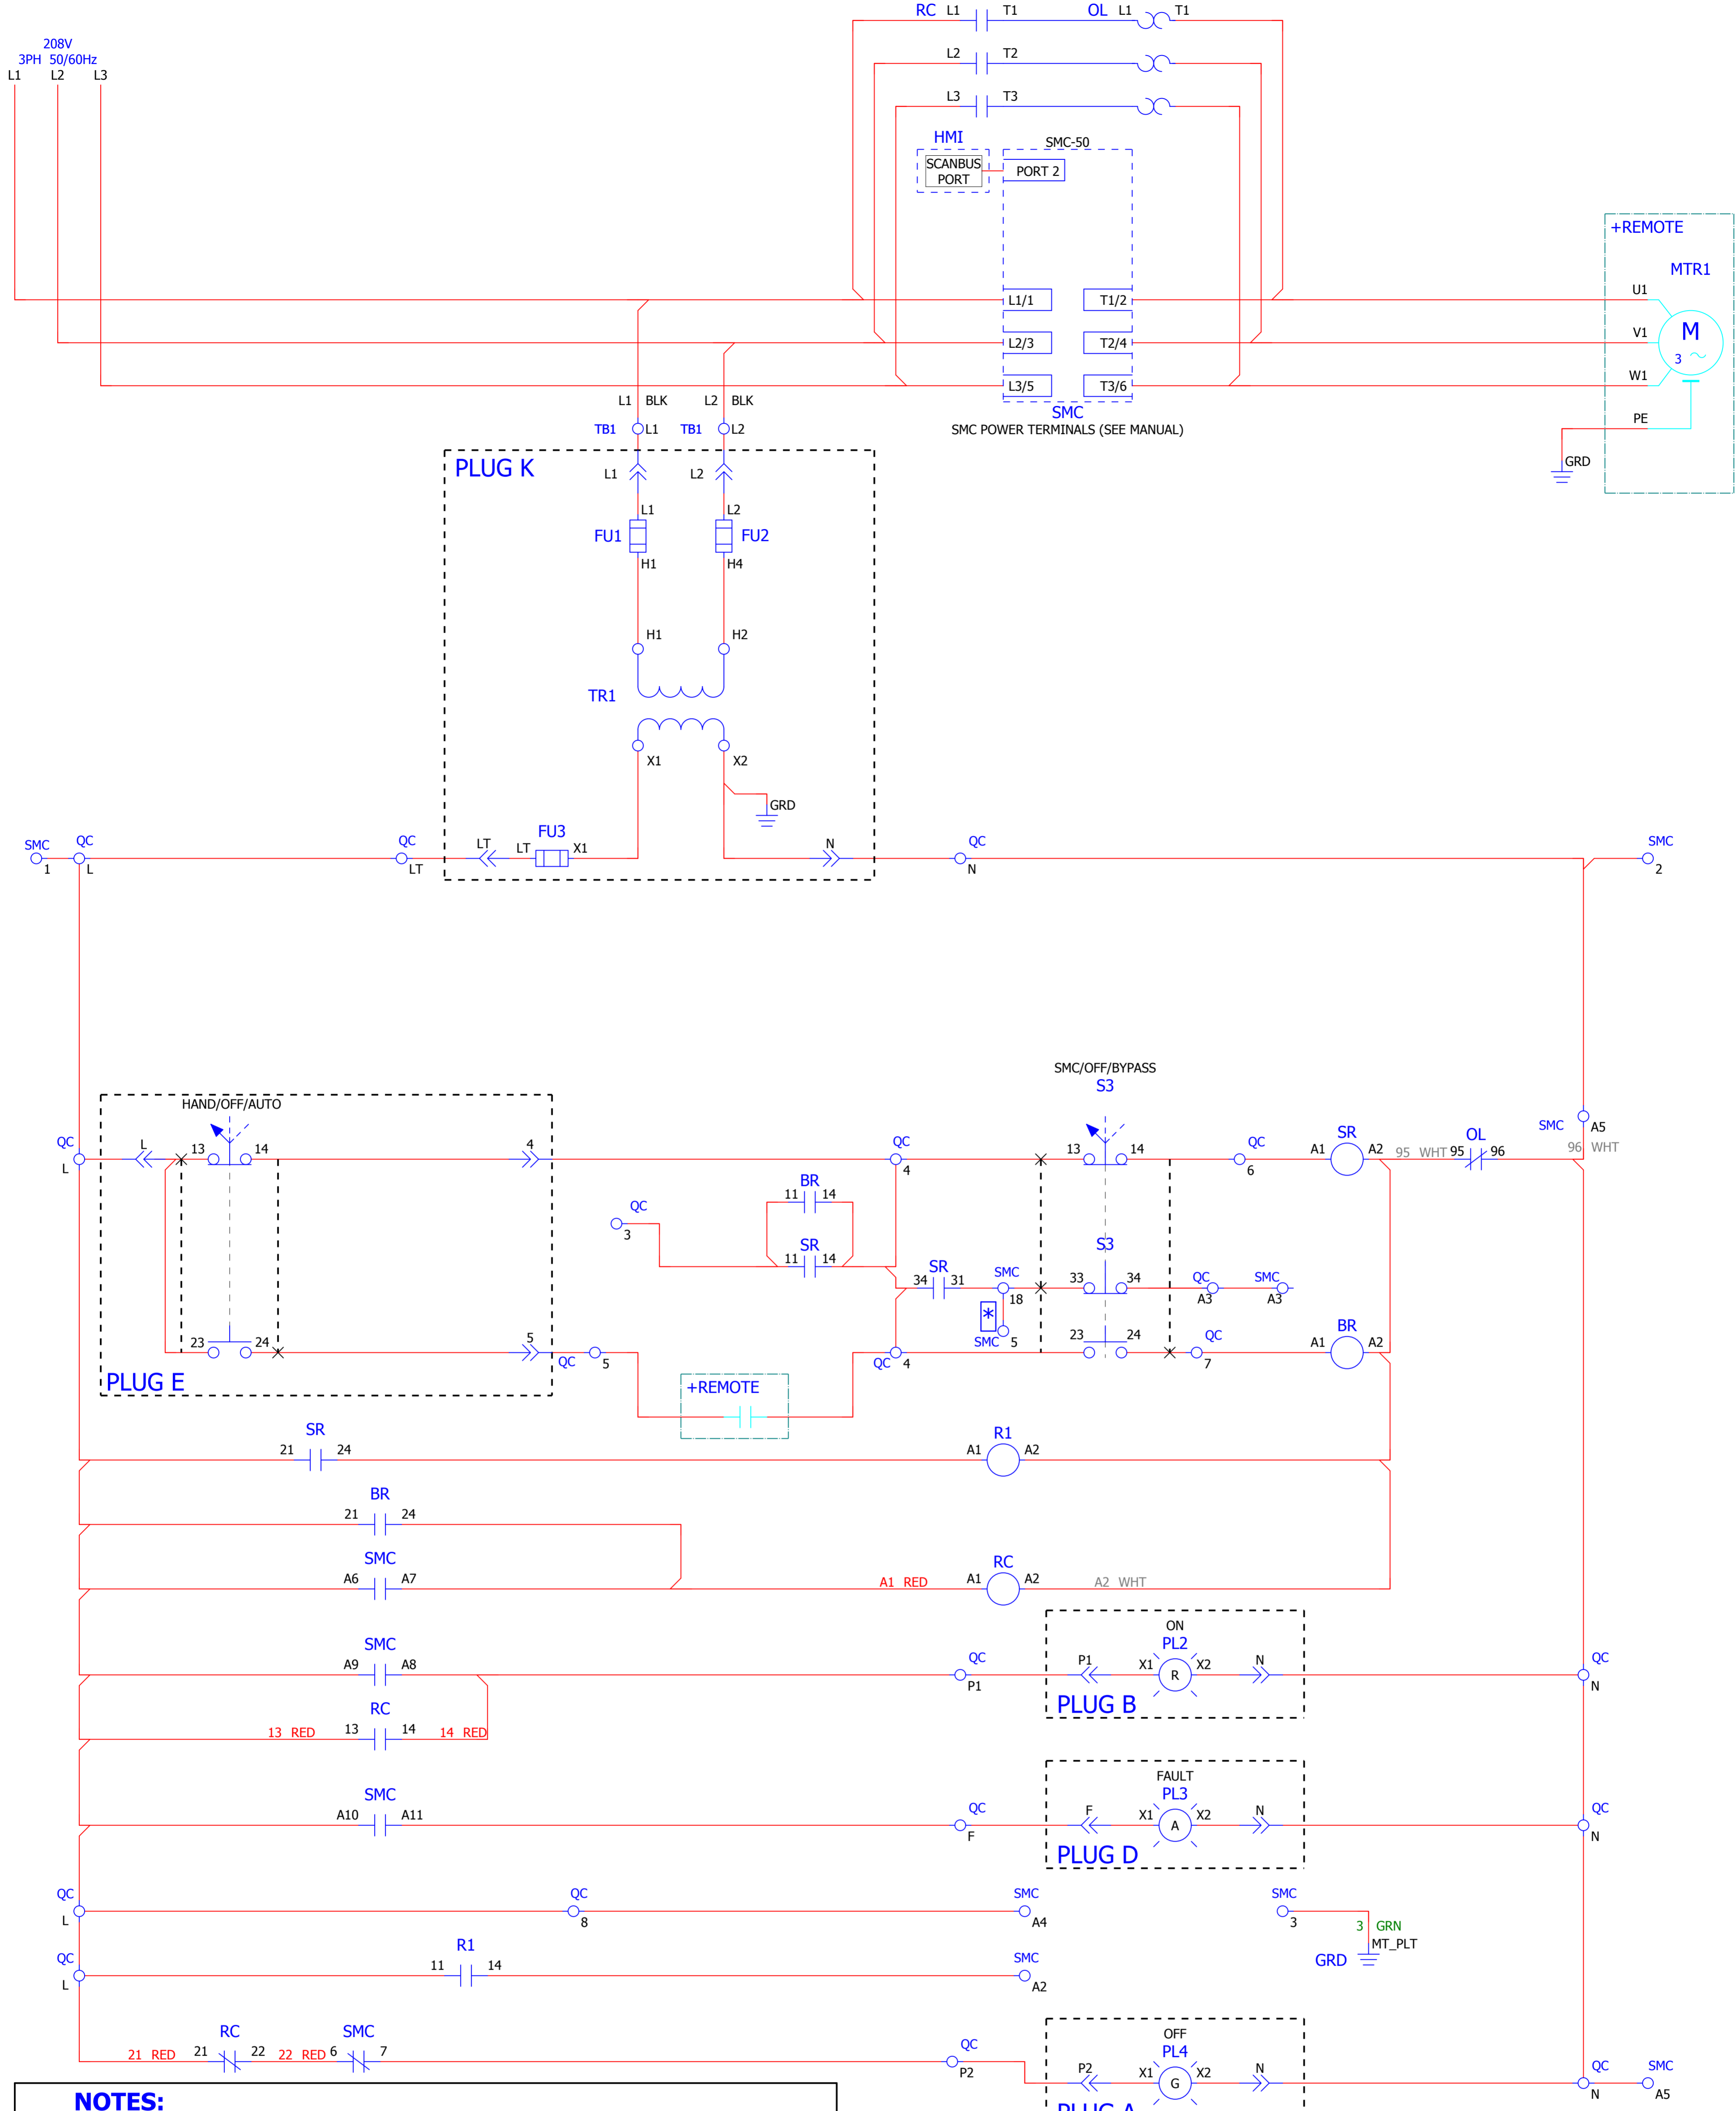 RC L1 T1 OL L1 T1
208V
3PH 50/60Hz
L1 L2 L3
L2 T2
L3 T3
HMI
SMC-50
SCANBUS
PORT
PORT 2
+REMOTE
MTR1
L1/1 T1/2 U1
L2/3 T2/4 V1
M
3
L3/5 T3/6 W1
L1 BLK L2 BLK
SMC
SMC POWER TERMINALS (SEE MANUAL)
PE
TB1 L1 TB1 L2
GRD
PLUG K
L1 L2
L1 L2
FU1 FU2
H1 H4
H1 H2
TR1
X1 X2
GRD
SMC QC QC LT LT FU3 X1 N QC SMC
1 L LT N 2
SMC/OFF/BYPASS
S3
HAND/OFF/AUTO
SMC A5
QC L 13 14 4 QC 13 14 QC SR OL
L 4 6 A1 A2 95 WHT 95 96 96 WHT
BR
11 14
QC
3
SR
11 14
S3
SR
34 31 SMC 33 34 QC SMC
18 A3 A3
*
SMC 5
23 24 5 23 24 QC BR
QC 5 QC 4 7 A1 A2
PLUG E
+REMOTE
SR R1
21 24 A1 A2
BR
21 24
SMC RC
A6 A7 A1 RED A1 A2 A2 WHT
ON
SMC PL2
A9 A8 QC P1 X1 R X2 N QC
P1 N
PLUG B
RC
13 RED 13 14 14 RED
FAULT
SMC PL3
A10 A11 QC F X1 A X2 N QC
F N
PLUG D
QC QC SMC SMC
L 8 A4 3
3 GRN
MT_PLT
GRD
QC R1 SMC
L 11 14 A2
OFF
RC SMC PL4
21 RED 21 22 22 RED 6 7 QC
P2
P2 X1 G X2 N QC SMC
N A5
NOTES:
PLUG A